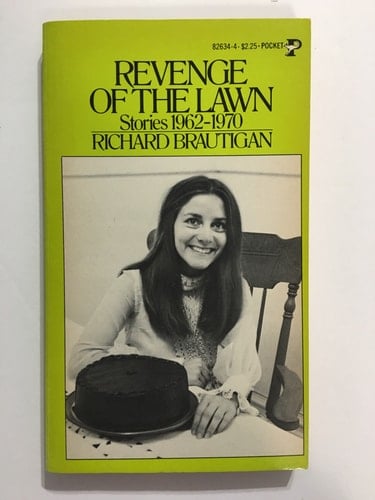 82634-4 · $2.25 · POCKET P
REVENGE
OF THE LAWN
Stories 1962-1970
RICHARD BRAUTIGAN